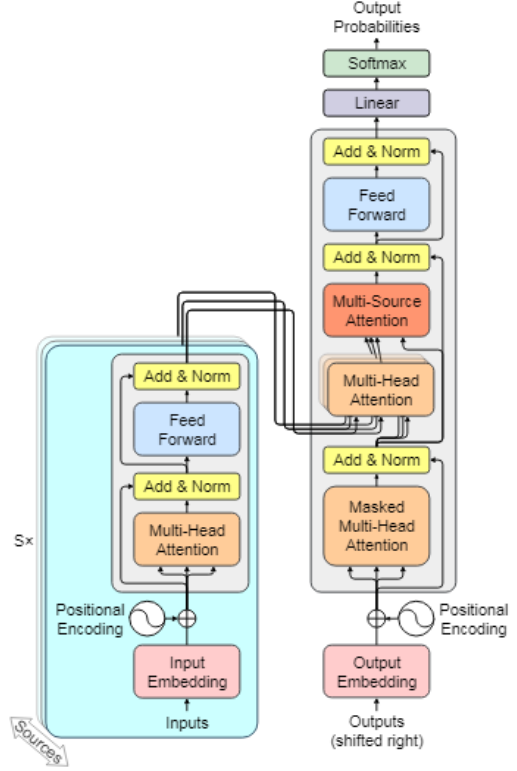 Output
Probabilities
Softmax
Linear
Add & Norm
Feed
Forward
Add & Norm
Multi-Source
Attention
Multi-Head
Attention
Add & Norm
Masked
Multi-Head
Attention
Positional
Encoding
Output
Embedding
Outputs
(shifted right)
Add & Norm
Feed
Forward
Add & Norm
Multi-Head
Attention
Sx
Positional
Encoding
Input
Embedding
Inputs
Sources